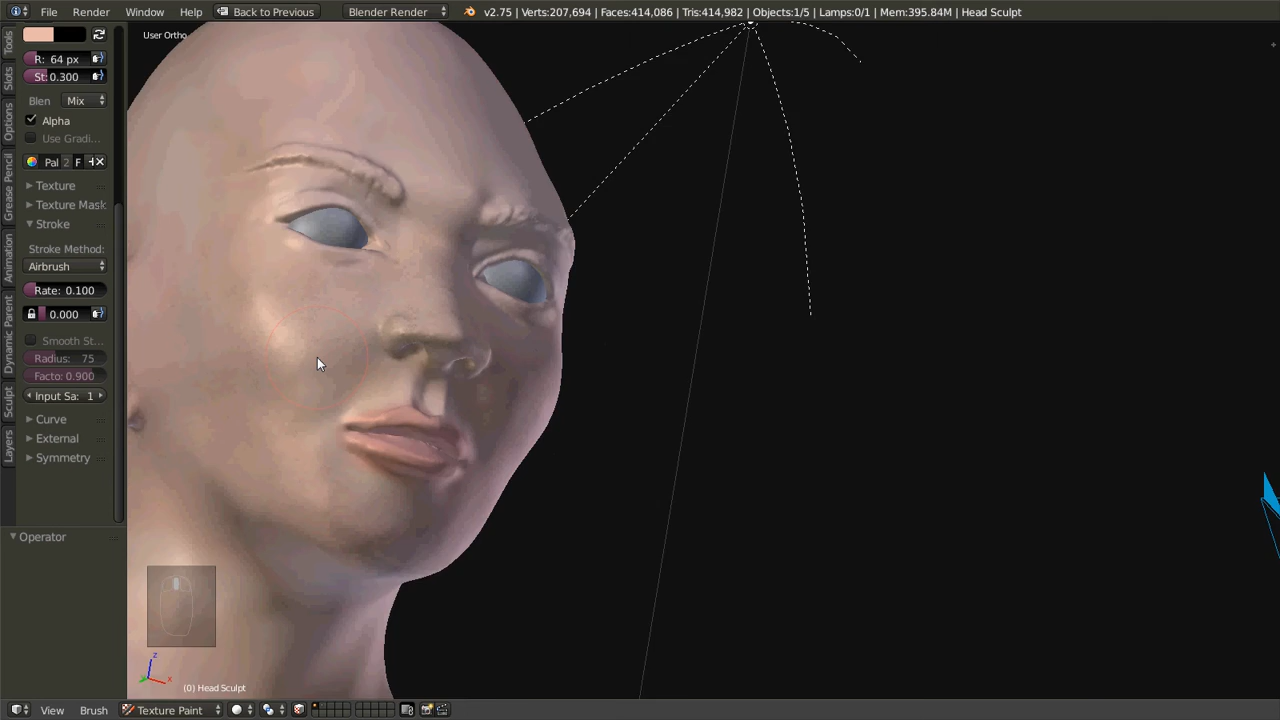 File Render Window Help Back to Previous Blender Render v2.75 | Verts:207,694 | Faces:414,086 | Tris:414,982 | Objects:1/5 | Lamps:0/1 | Mem:395.84M | Head Sculpt
User Ortho
Tools
Slots
Options
Grease Pencil
Animation
Dynamic Parent
Sculpt
Layers
R: 64 px
St: 0.300
Blen Mix
Alpha
Use Gradi...
Pal 2 F
Texture
Texture Mask
Stroke
Stroke Method:
Airbrush
Rate: 0.100
0.000
Smooth St...
Radius: 75
Facto: 0.900
Input Sa: 1
Curve
External
Symmetry
Operator
z
x
(0) Head Sculpt
View Brush Texture Paint